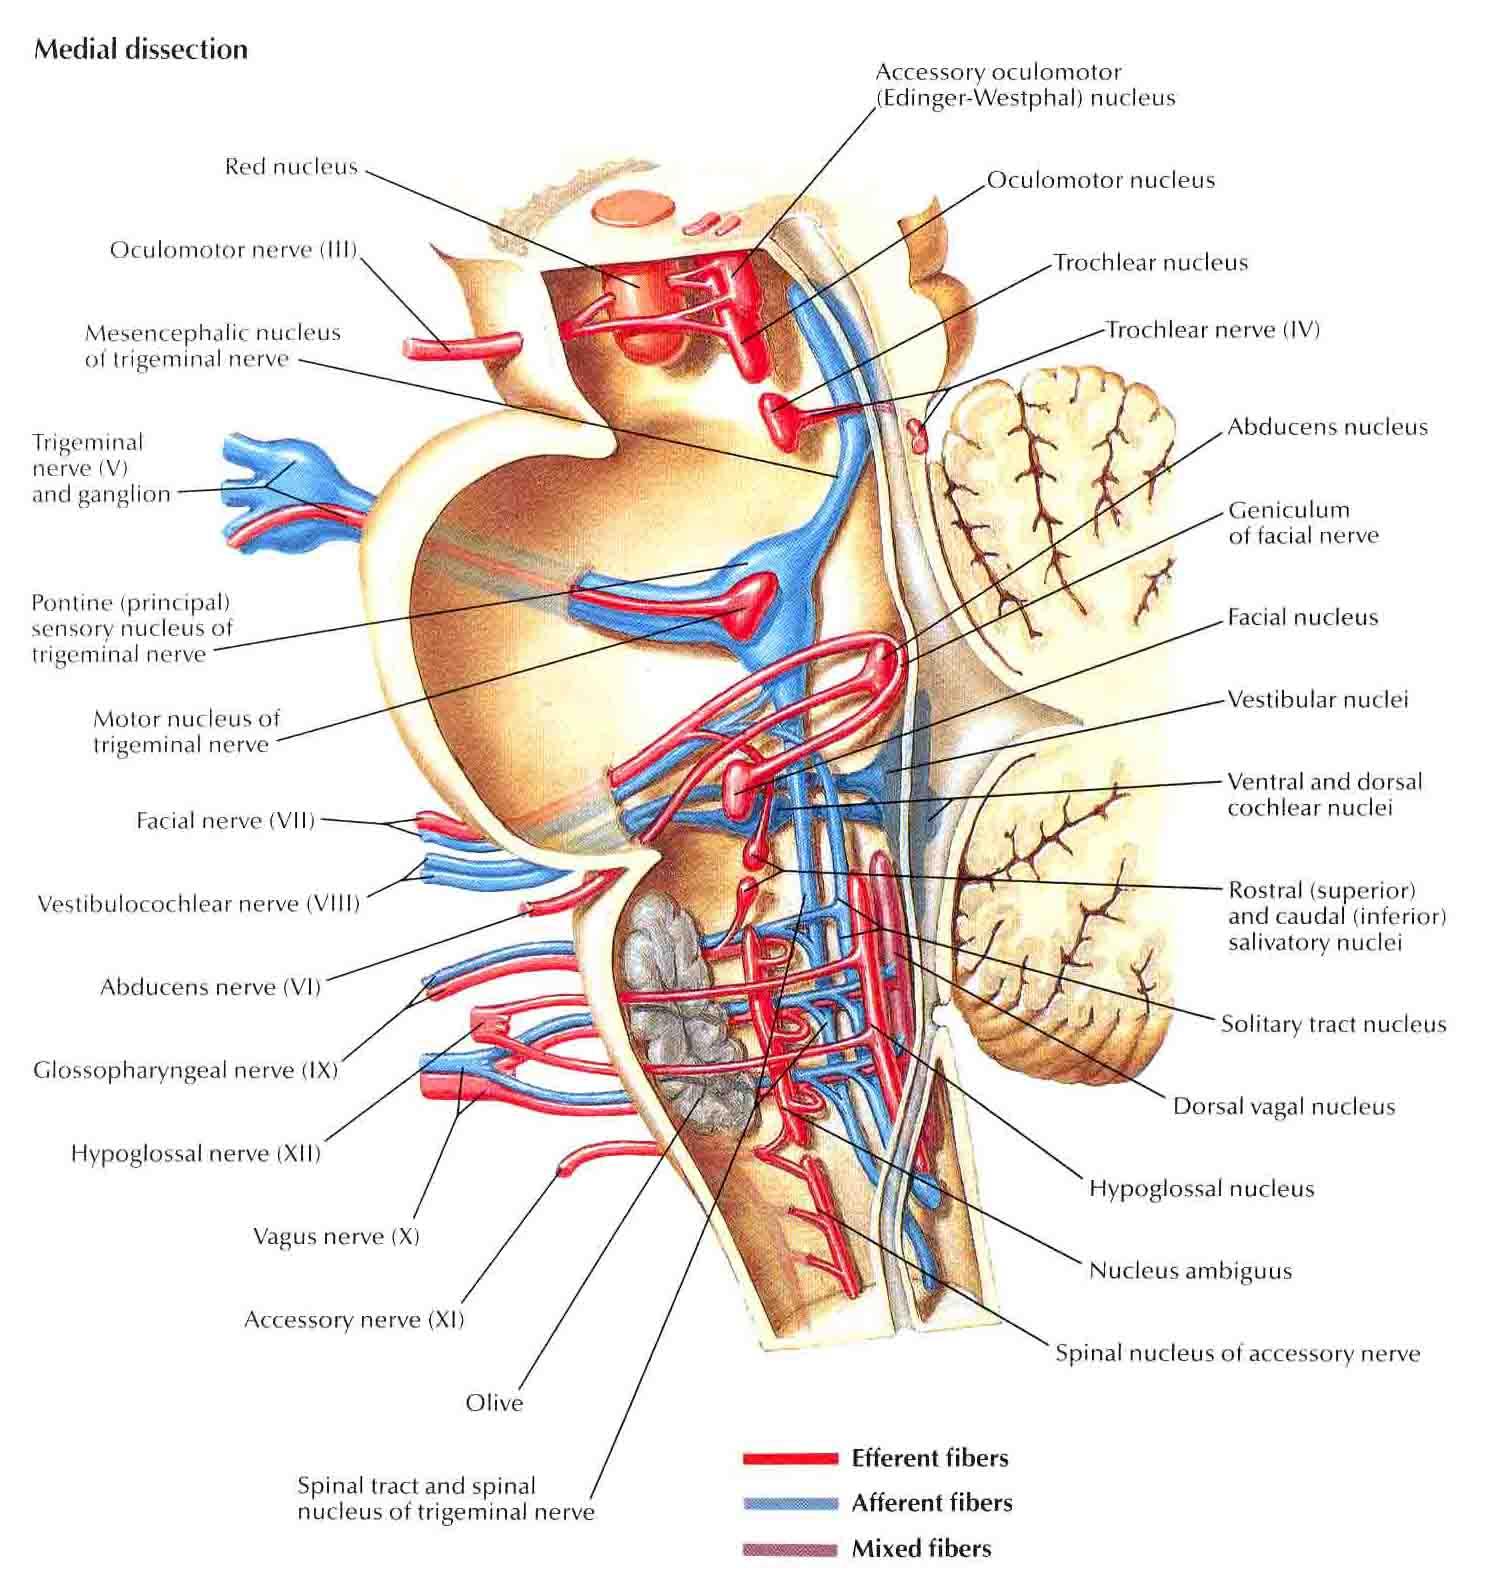 Medial dissection
Accessory oculomotor
(Edinger-Westphal) nucleus
Red nucleus
Oculomotor nucleus
Oculomotor nerve (III)
Trochlear nucleus
Mesencephalic nucleus
of trigeminal nerve
Trochlear nerve (IV)
Trigeminal
nerve (V)
and ganglion
Abducens nucleus
Geniculum
of facial nerve
Pontine (principal)
sensory nucleus of
trigeminal nerve
Facial nucleus
Motor nucleus of
trigeminal nerve
Vestibular nuclei
Ventral and dorsal
cochlear nuclei
Facial nerve (VII)
Vestibulocochlear nerve (VIII)
Rostral (superior)
and caudal (inferior)
salivatory nuclei
Abducens nerve (VI)
Solitary tract nucleus
Glossopharyngeal nerve (IX)
Dorsal vagal nucleus
Hypoglossal nerve (XII)
Hypoglossal nucleus
Vagus nerve (X)
Nucleus ambiguus
Accessory nerve (XI)
Spinal nucleus of accessory nerve
Olive
Spinal tract and spinal
nucleus of trigeminal nerve
Efferent fibers
Afferent fibers
Mixed fibers